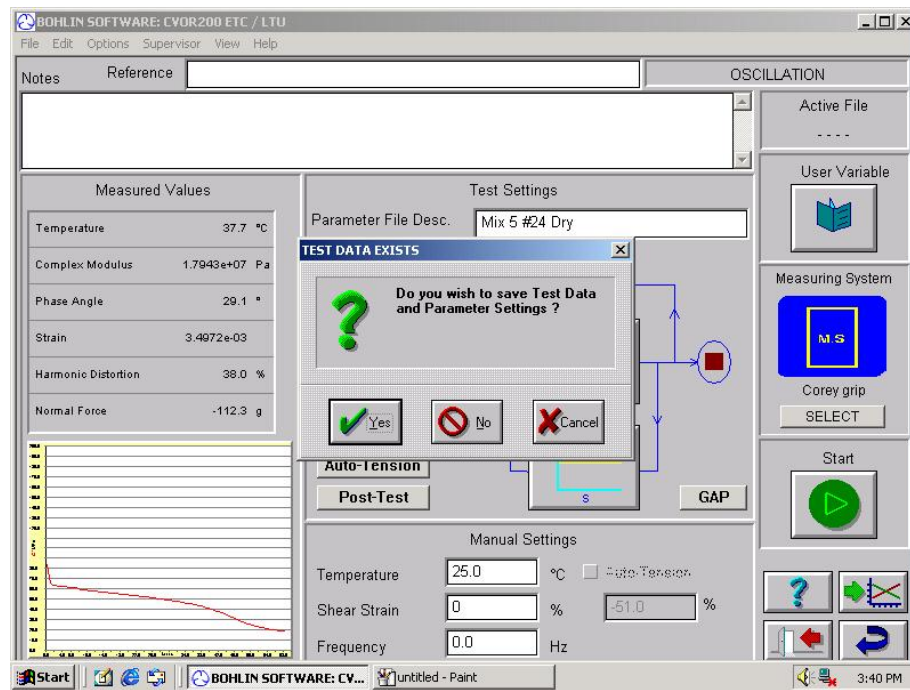 BOHLIN SOFTWARE: CVOR200 ETC / LTU
File Edit Options Supervisor View Help
Notes Reference OSCILLATION
Active File
- - - -
User Variable
Measured Values
Temperature 37.7 °C
Complex Modulus 1.7943e+07 Pa
Phase Angle 29.1 °
Strain 3.4972e-03
Harmonic Distortion 38.0 %
Normal Force -112.3 g
Test Settings
Parameter File Desc. Mix 5 #24 Dry
TEST DATA EXISTS
Do you wish to save Test Data
and Parameter Settings ?
Yes No Cancel
Auto-Tension
Post-Test S GAP
Measuring System
M.S
Corey grip
SELECT
Start
Manual Settings
Temperature 25.0 °C Auto-Tension
Shear Strain 0 % -51.0 %
Frequency 0.0 Hz
Start BOHLIN SOFTWARE: CV... untitled - Paint 3:40 PM